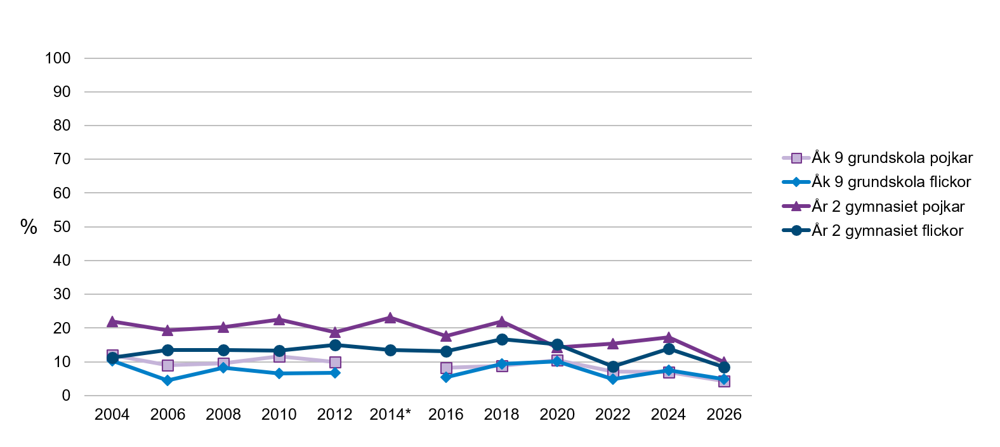 100
90
80
70
60
%
50
40
30
20
10
0
2004 2006 2008 2010 2012 2014* 2016 2018 2020 2022 2024 2026
Åk 9 grundskola pojkar
Åk 9 grundskola flickor
År 2 gymnasiet pojkar
År 2 gymnasiet flickor